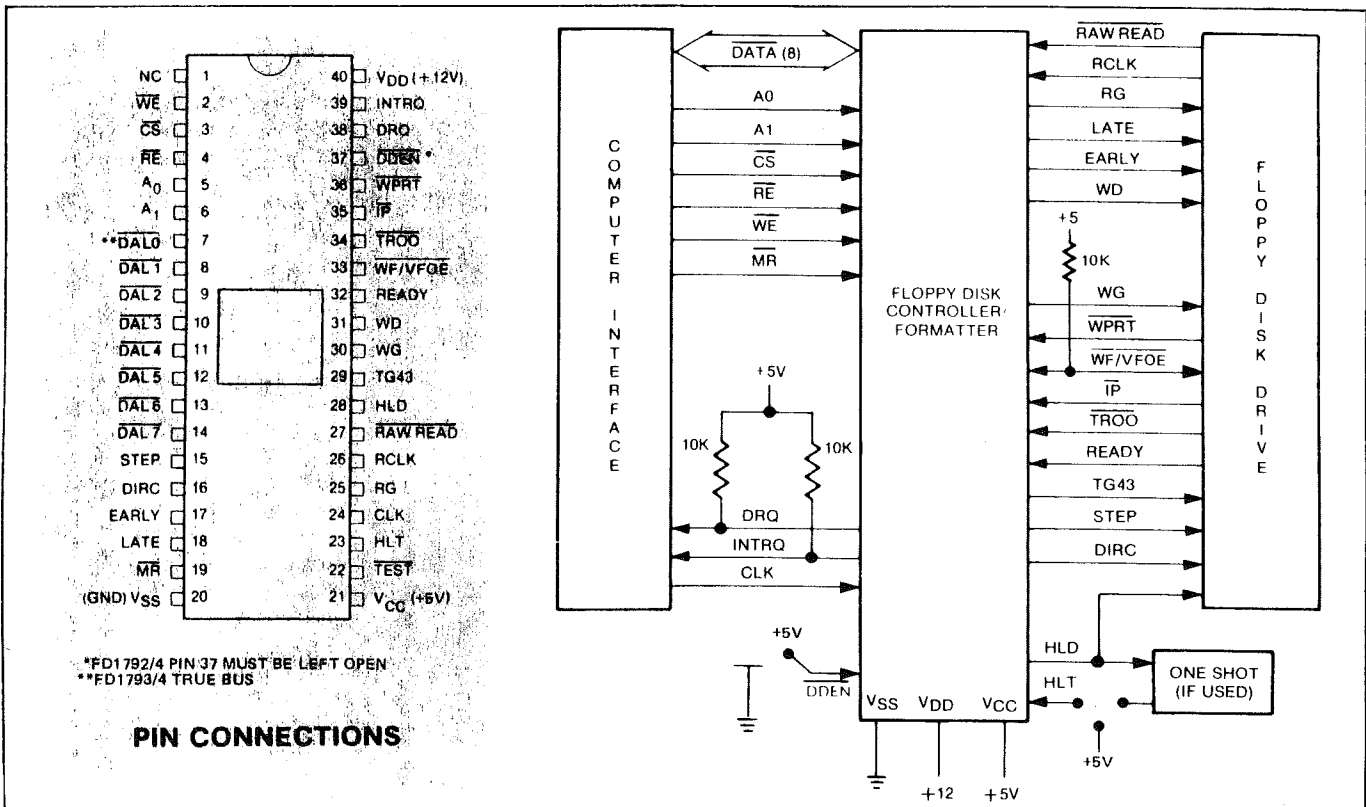 NC 1 40 VDD (+12V)
WE 2 39 INTRQ
CS 3 38 DRQ
RE 4 37 DDEN*
A0 5 36 WPRT
A1 6 35 IP
**DAL0 7 34 TROO
DAL1 8 33 WF/VFOE
DAL2 9 32 READY
DAL3 10 31 WD
DAL4 11 30 WG
DAL5 12 29 TG43
DAL6 13 28 HLD
DAL7 14 27 RAW READ
STEP 15 26 RCLK
DIRC 16 25 RG
EARLY 17 24 CLK
LATE 18 23 HLT
MR 19 22 TEST
(GND) VSS 20 21 VCC (+5V)
*FD1792/4 PIN 37 MUST BE LEFT OPEN
**FD1793/4 TRUE BUS
PIN CONNECTIONS
COMPUTER INTERFACE
DATA (8)
A0
A1
CS
RE
WE
MR
+5V
10K
10K
DRQ
INTRQ
CLK
+5V
DDEN
FLOPPY DISK
CONTROLLER/
FORMATTER
VSS VDD VCC
+12 +5V
RAW READ
RCLK
RG
LATE
EARLY
WD
+5
10K
WG
WPRT
WF/VFOE
IP
TROO
READY
TG43
STEP
DIRC
HLD
HLT
ONE SHOT
(IF USED)
+5V
FLOPPY DISK DRIVE